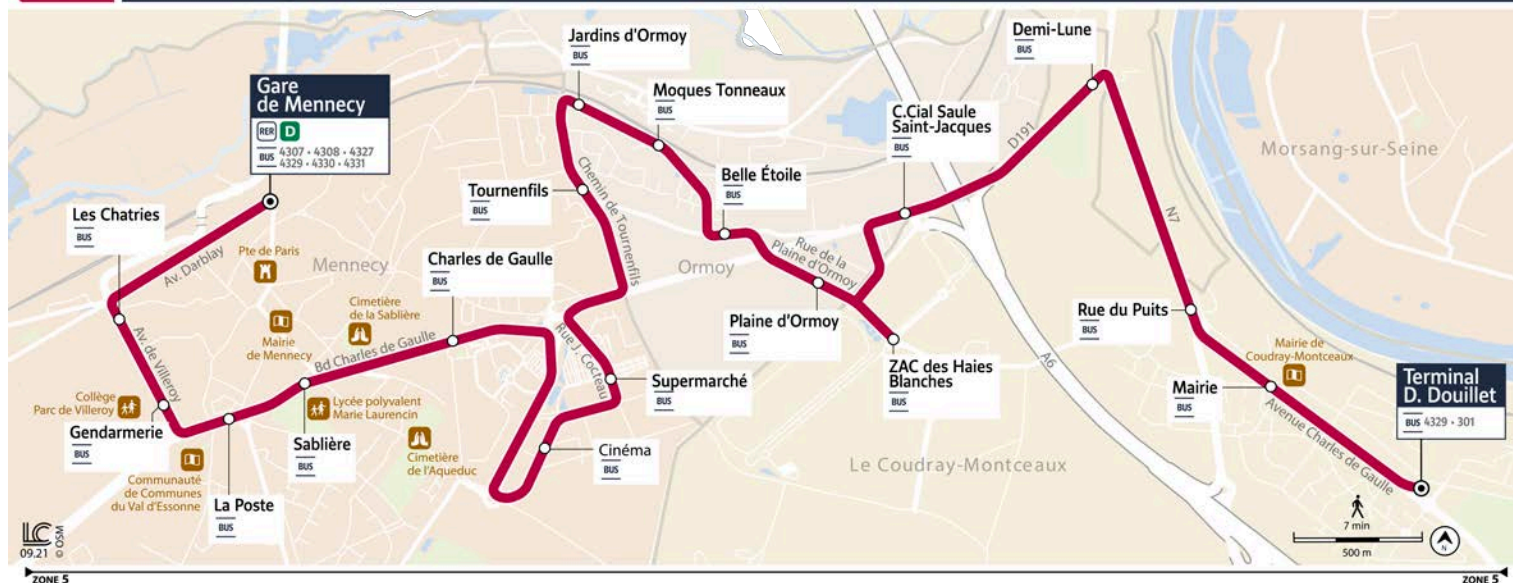 Gare
de Mennecy
RER D
BUS 4307 • 4308 • 4327
4329 • 4330 • 4331
Les Chatries
BUS
Av. Darblay
Pte de Paris
Mennecy
Mairie
de Mennecy
Cimetière
de la Sablière
Av. de Villeroy
Collège
Parc de Villeroy
Gendarmerie
BUS
Communauté
de Communes
du Val d'Essonne
La Poste
BUS
Sablière
BUS
Lycée polyvalent
Marie Laurencin
Bd Charles de Gaulle
Charles de Gaulle
BUS
Cimetière
de l'Aqueduc
Cinéma
BUS
Supermarché
BUS
Rue J. Cocteau
Chemin de Tournenfils
Tournenfils
BUS
Jardins d'Ormoy
BUS
Moques Tonneaux
BUS
Belle Étoile
BUS
Ormoy
Rue de la
Plaine d'Ormoy
Plaine d'Ormoy
BUS
ZAC des Haies
Blanches
BUS
C.Cial Saule
Saint-Jacques
BUS
D191
Demi-Lune
BUS
N7
A6
Morsang-sur-Seine
Rue du Puits
BUS
Mairie de
Coudray-Montceaux
Mairie
BUS
Avenue Charles de Gaulle
Le Coudray-Montceaux
Terminal
D. Douillet
BUS 4329 • 301
7 min
500 m
N
LC
09.21
© OSM
ZONE 5
ZONE 5